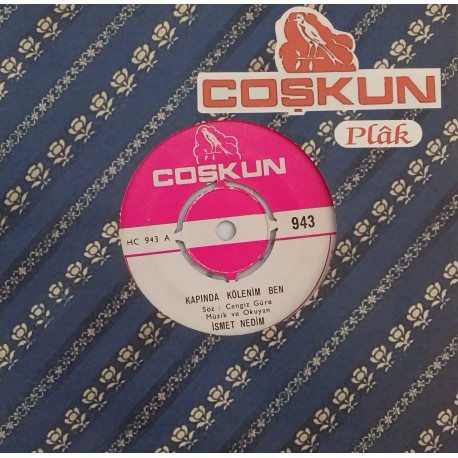 COŞKUN
Plâk
COŞKUN
HC 943 A
943
KAPINDA KÖLENİM BEN
Söz : Cengiz Güre
Müzik ve Okuyan
İSMET NEDİM